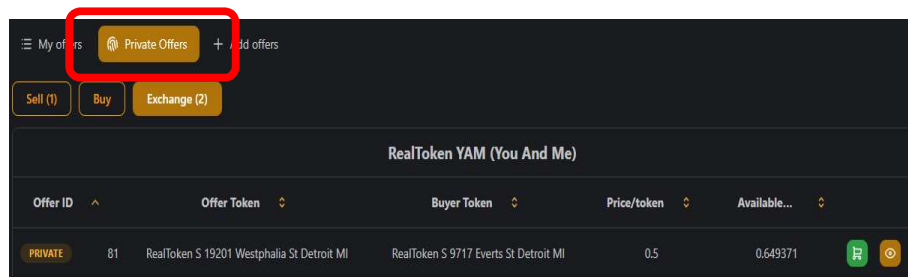 My offers Private Offers + Add offers
Sell (1) Buy Exchange (2)
RealToken YAM (You And Me)
Offer ID Offer Token Buyer Token Price/token Available...
PRIVATE 81 RealToken S 19201 Westphalia St Detroit MI RealToken S 9717 Everts St Detroit MI 0.5 0.649371